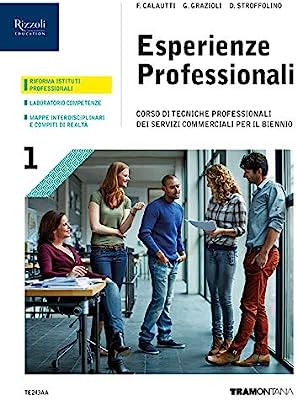 Rizzoli
EDUCATION
F. CALAUTTI G. GRAZIOLI D. STROFFOLINO
Esperienze
Professionali
CORSO DI TECNICHE PROFESSIONALI
DEI SERVIZI COMMERCIALI PER IL BIENNIO
RIFORMA ISTITUTI
PROFESSIONALI
LABORATORIO COMPETENZE
MAPPE INTERDISCIPLINARI
E COMPITI DI REALTÀ
1
TE243AA
TRAMONTANA